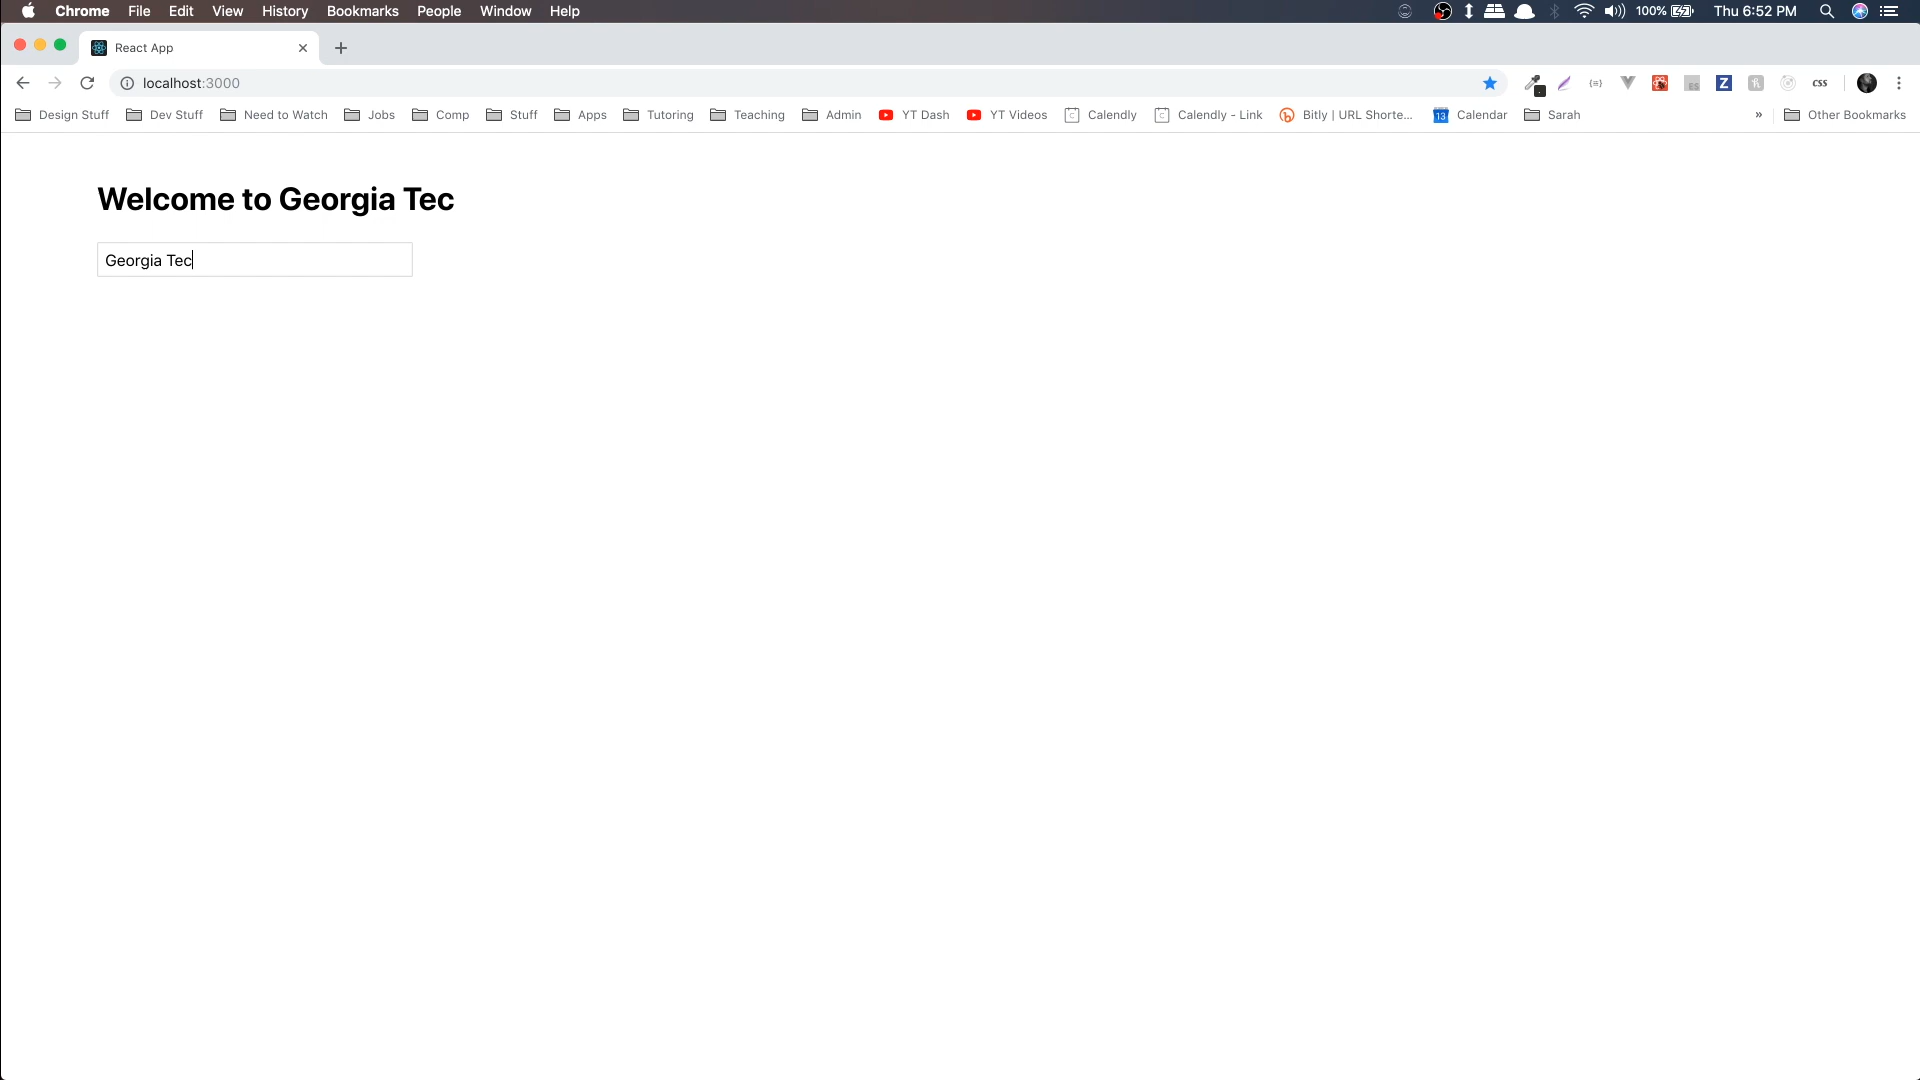 Chrome File Edit View History Bookmarks People Window Help 100% Thu 6:52 PM
React App
localhost:3000 CSS
Design Stuff Dev Stuff Need to Watch Jobs Comp Stuff Apps Tutoring Teaching Admin YT Dash YT Videos Calendly Calendly - Link Bitly | URL Shorte... 13 Calendar Sarah » Other Bookmarks
Welcome to Georgia Tec
Georgia Tec